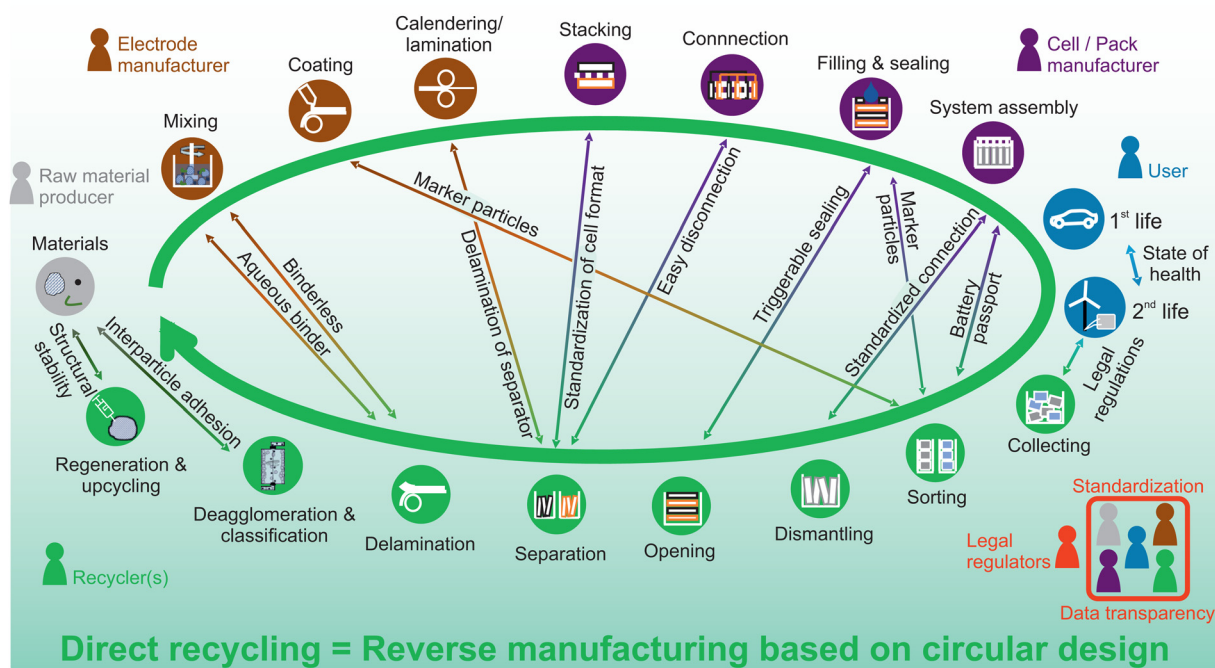 Electrode
manufacturer
Coating
Calendering/
lamination
Stacking
Connnection
Filling & sealing
Cell / Pack
manufacturer
System assembly
Mixing
Raw material
producer
Materials
User
1st life
State of
health
2nd life
Legal
regulations
Structural
stability
Interparticle adhesion
Aqueous binder
Binderless
Marker particles
Delamination of separator
Standardization of cell format
Easy disconnection
Triggerable sealing
Marker
particles
Standardized connection
Battery
passport
Collecting
Sorting
Dismantling
Opening
Separation
Delamination
Deagglomeration &
classification
Regeneration &
upcycling
Recycler(s)
Legal
regulators
Standardization
Data transparency
Direct recycling = Reverse manufacturing based on circular design